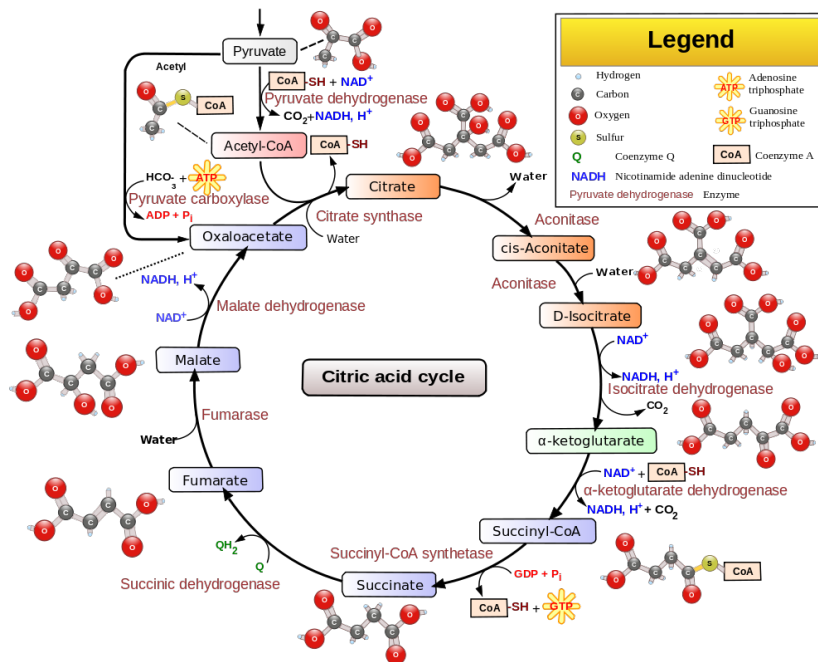 Pyruvate
Acetyl
CoA -SH + NAD⁺
Pyruvate dehydrogenase
CO₂+NADH, H⁺
S
CoA
C
Acetyl-CoA
CoA -SH
HCO₃⁻ + ATP
Pyruvate carboxylase
ADP + Pᵢ
Citrate
Citrate synthase
Water
Oxaloacetate
Water
Aconitase
cis-Aconitate
Aconitase
Water
D-Isocitrate
NAD⁺
NADH, H⁺
Isocitrate dehydrogenase
CO₂
α-ketoglutarate
NAD⁺ + CoA -SH
α-ketoglutarate dehydrogenase
NADH, H⁺ + CO₂
Succinyl-CoA
S
CoA
Succinyl-CoA synthetase
GDP + Pᵢ
CoA -SH + GTP
Succinate
QH₂
Q
Succinic dehydrogenase
Fumarate
Water
Fumarase
Malate
NADH, H⁺
Malate dehydrogenase
NAD⁺
Citric acid cycle
Legend
Hydrogen
C Carbon
O Oxygen
S Sulfur
Q Coenzyme Q
NADH Nicotinamide adenine dinucleotide
Pyruvate dehydrogenase Enzyme
ATP Adenosine
triphosphate
GTP Guanosine
triphosphate
CoA Coenzyme A